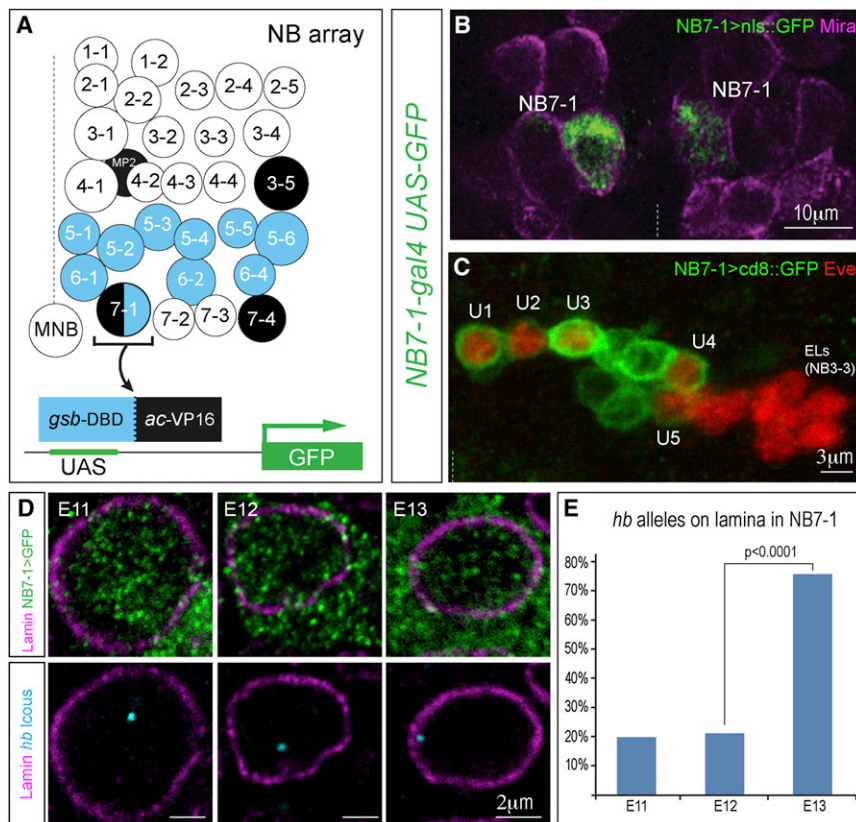 A
NB array
1-1
1-2
2-1
2-2
2-3
2-4
2-5
3-1
3-2
3-3
3-4
MP2
4-1
4-2
4-3
4-4
3-5
5-1
5-2
5-3
5-4
5-5
5-6
6-1
6-2
6-4
MNB
7-1
7-2
7-3
7-4
gsb-DBD
ac-VP16
UAS
GFP
NB7-1-gal4 UAS-GFP
B
NB7-1>nls::GFP Mira
NB7-1
NB7-1
10μm
C
NB7-1>cd8::GFP Eve
U1
U2
U3
U4
U5
ELs
(NB3-3)
3μm
D
Lamin NB7-1>GFP
E11
E12
E13
Lamin hb locus
2μm
E
hb alleles on lamina in NB7-1
p<0.0001
80%
70%
60%
50%
40%
30%
20%
10%
E11
E12
E13